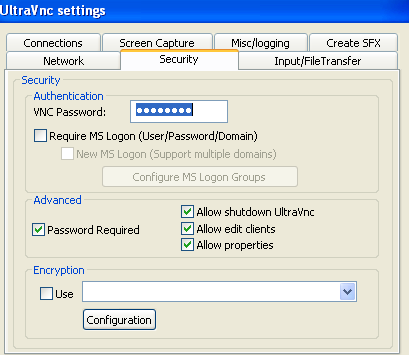 UltraVnc settings
Connections
Screen Capture
Misc/logging
Create SFX
Network
Security
Input/FileTransfer
Security
Authentication
VNC Password: ●●●●●●●●
Require MS Logon (User/Password/Domain)
New MS Logon (Support multiple domains)
Configure MS Logon Groups
Advanced
Allow shutdown UltraVnc
Password Required
Allow edit clients
Allow properties
Encryption
Use
Configuration